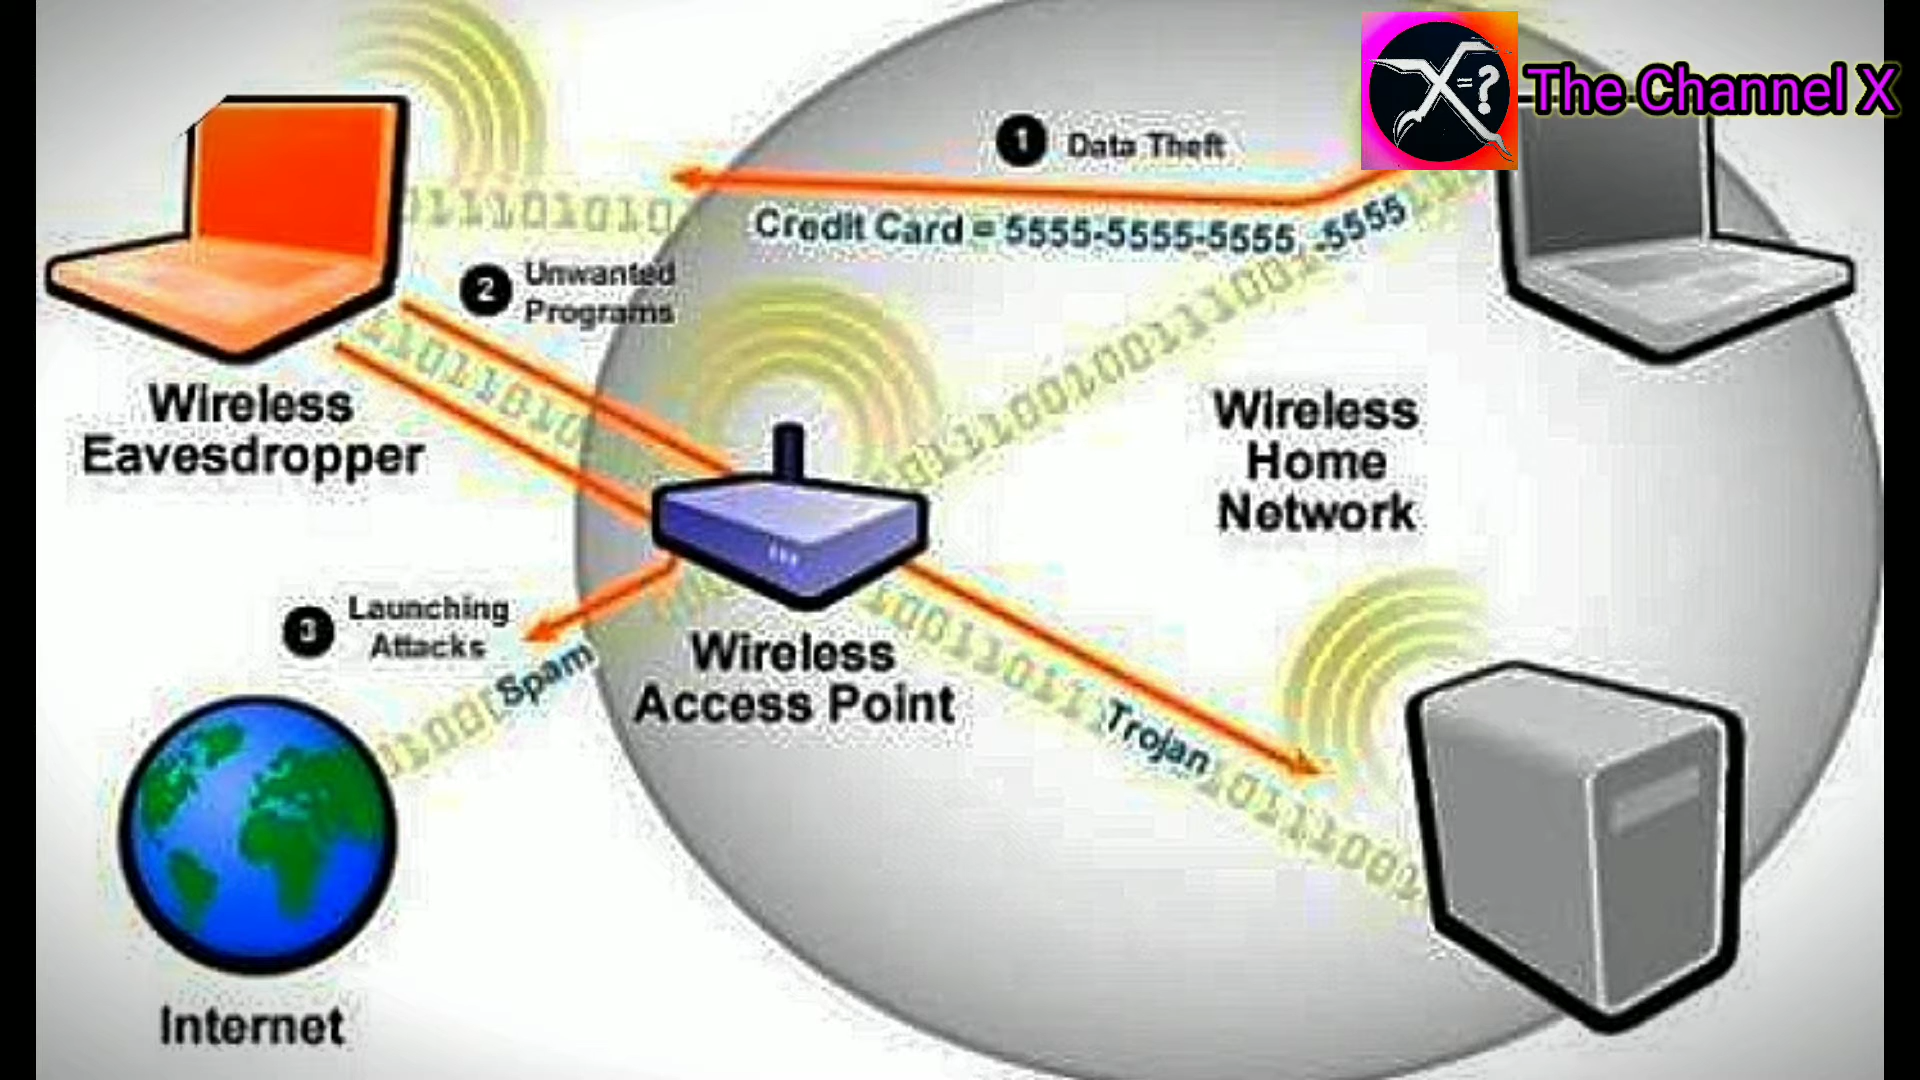 X=?
The Channel X
1 Data Theft
Credit Card = 5555-5555-5555, -5555
2 Unwanted
Programs
Wireless
Eavesdropper
Wireless
Home
Network
3 Launching
Attacks
Spam
Wireless
Access Point
Trojan
Internet